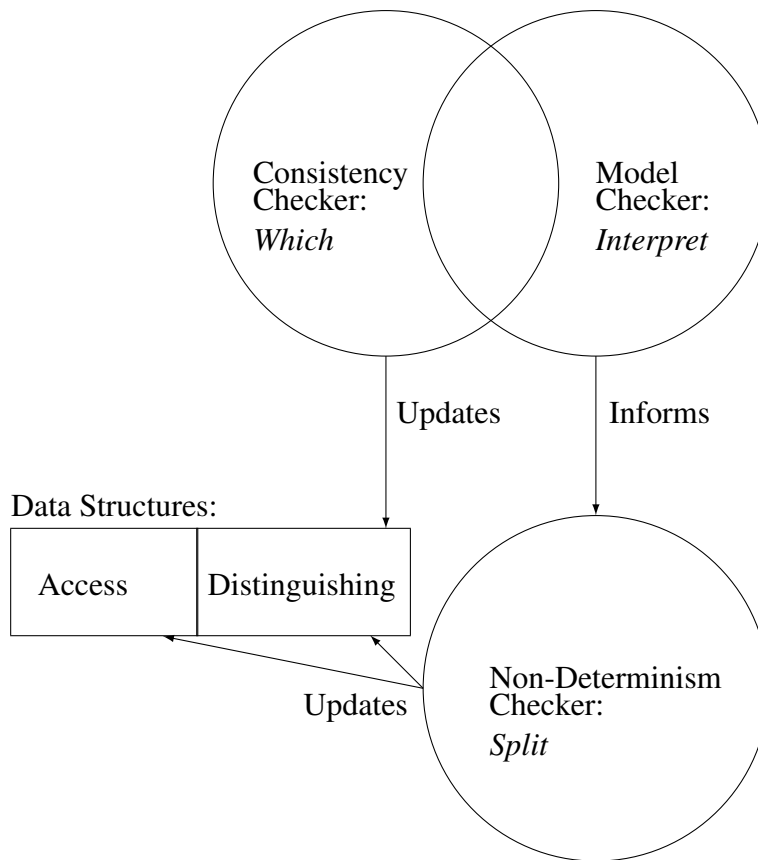 Consistency
Checker:
Which
Model
Checker:
Interpret
Updates
Informs
Data Structures:
Access
Distinguishing
Updates
Non-Determinism
Checker:
Split